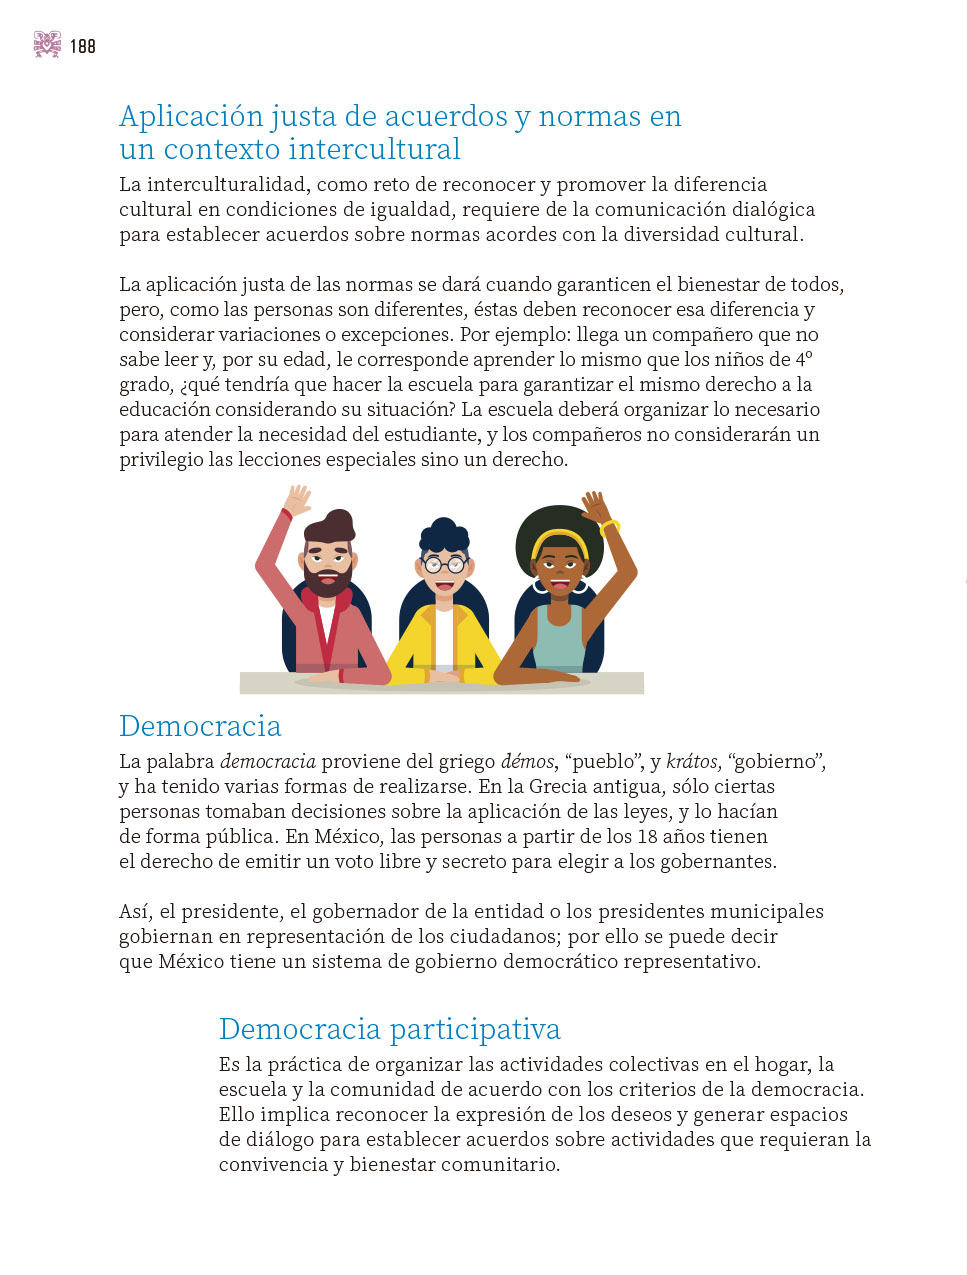 188
Aplicación justa de acuerdos y normas en
un contexto intercultural
La interculturalidad, como reto de reconocer y promover la diferencia
cultural en condiciones de igualdad, requiere de la comunicación dialógica
para establecer acuerdos sobre normas acordes con la diversidad cultural.
La aplicación justa de las normas se dará cuando garanticen el bienestar de todos,
pero, como las personas son diferentes, éstas deben reconocer esa diferencia y
considerar variaciones o excepciones. Por ejemplo: llega un compañero que no
sabe leer y, por su edad, le corresponde aprender lo mismo que los niños de 4º
grado, ¿qué tendría que hacer la escuela para garantizar el mismo derecho a la
educación considerando su situación? La escuela deberá organizar lo necesario
para atender la necesidad del estudiante, y los compañeros no considerarán un
privilegio las lecciones especiales sino un derecho.
Democracia
La palabra democracia proviene del griego démos, “pueblo”, y krátos, “gobierno”,
y ha tenido varias formas de realizarse. En la Grecia antigua, sólo ciertas
personas tomaban decisiones sobre la aplicación de las leyes, y lo hacían
de forma pública. En México, las personas a partir de los 18 años tienen
el derecho de emitir un voto libre y secreto para elegir a los gobernantes.
Así, el presidente, el gobernador de la entidad o los presidentes municipales
gobiernan en representación de los ciudadanos; por ello se puede decir
que México tiene un sistema de gobierno democrático representativo.
Democracia participativa
Es la práctica de organizar las actividades colectivas en el hogar, la
escuela y la comunidad de acuerdo con los criterios de la democracia.
Ello implica reconocer la expresión de los deseos y generar espacios
de diálogo para establecer acuerdos sobre actividades que requieran la
convivencia y bienestar comunitario.